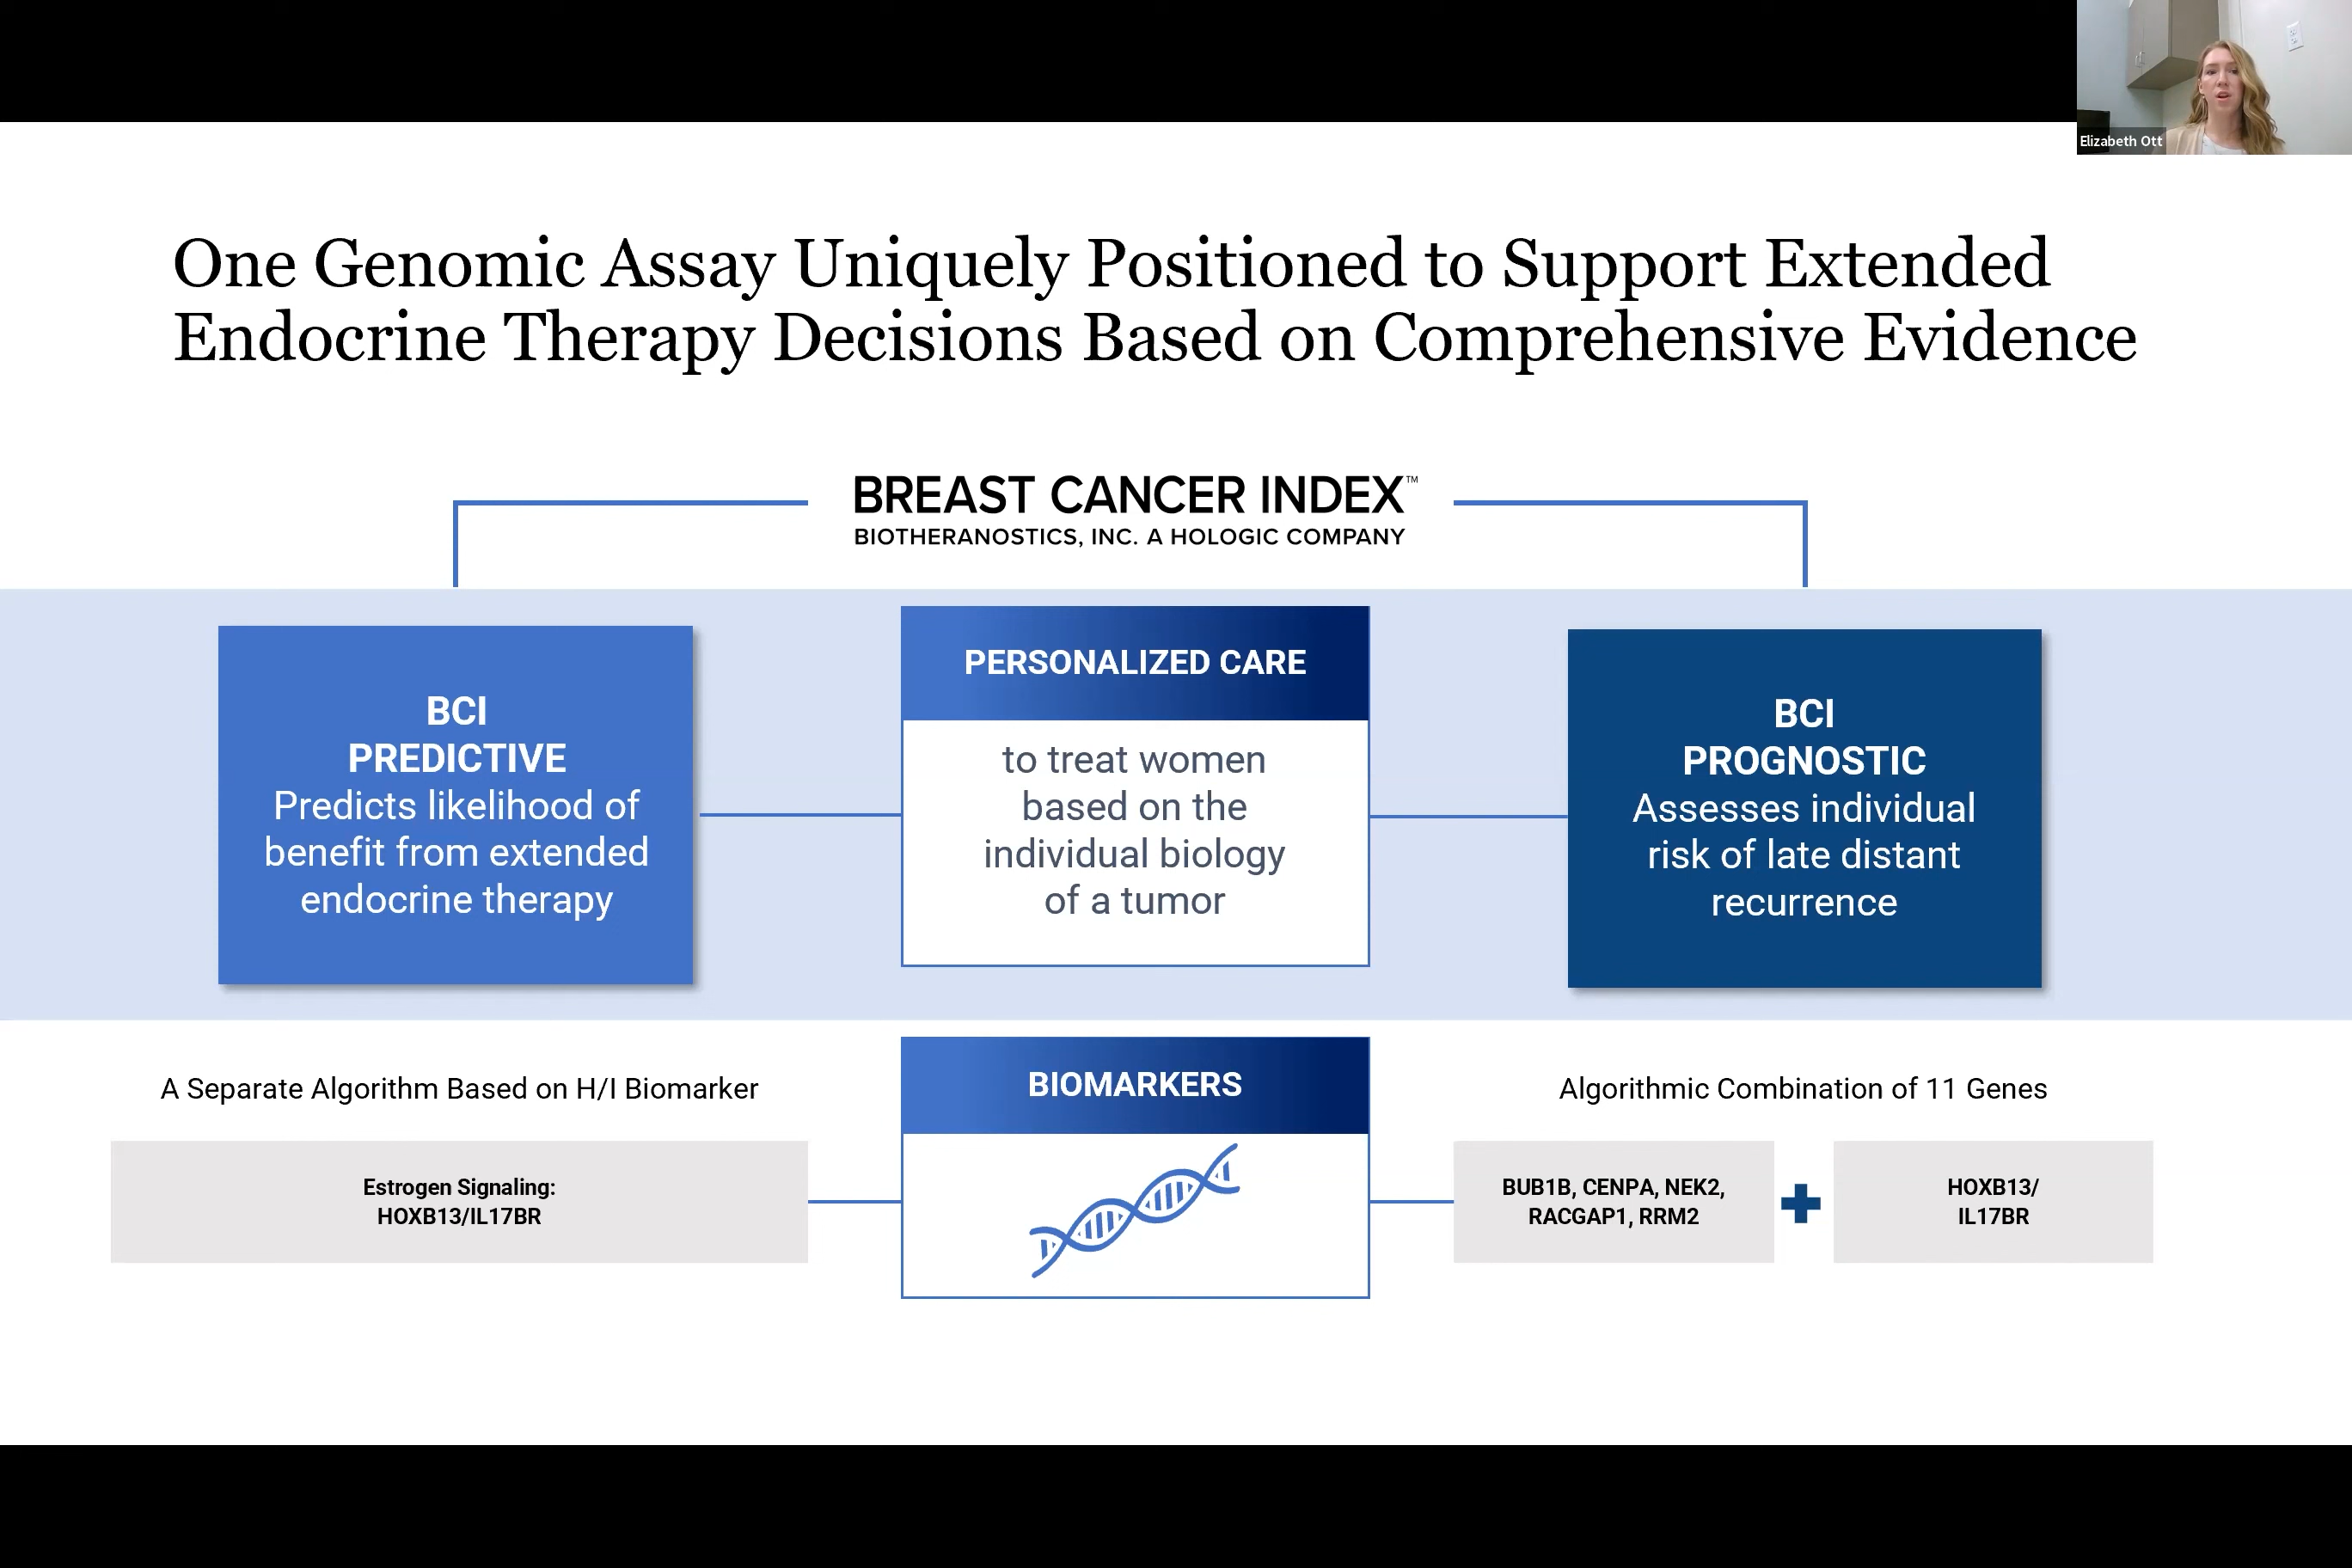 Elizabeth Ott
One Genomic Assay Uniquely Positioned to Support Extended
Endocrine Therapy Decisions Based on Comprehensive Evidence
BREAST CANCER INDEX™
BIOTHERANOSTICS, INC. A HOLOGIC COMPANY
BCI
PREDICTIVE
Predicts likelihood of
benefit from extended
endocrine therapy
PERSONALIZED CARE
to treat women
based on the
individual biology
of a tumor
BCI
PROGNOSTIC
Assesses individual
risk of late distant
recurrence
A Separate Algorithm Based on H/I Biomarker
Estrogen Signaling:
HOXB13/IL17BR
BIOMARKERS
Algorithmic Combination of 11 Genes
BUB1B, CENPA, NEK2,
RACGAP1, RRM2
HOXB13/
IL17BR